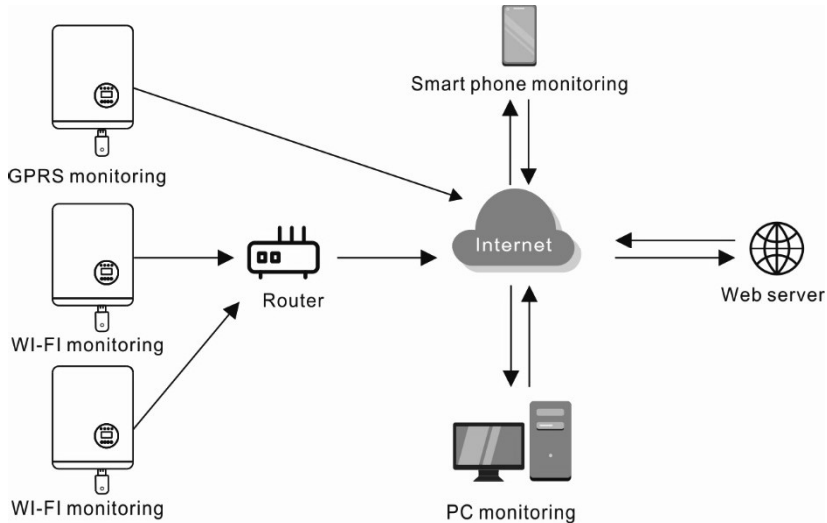 Smart phone monitoring
GPRS monitoring
Internet
Router
Web server
WI-FI monitoring
WI-FI monitoring
PC monitoring